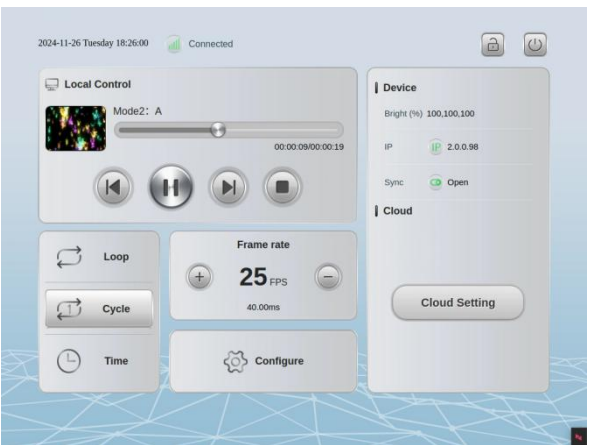 2024-11-26 Tuesday 18:26:00 Connected
Local Control
Mode2: A
00:00:09/00:00:19
Loop
Cycle
Time
Frame rate
25 FPS
40.00ms
Configure
Device
Bright (%) 100,100,100
IP IP 2.0.0.98
Sync Open
Cloud
Cloud Setting